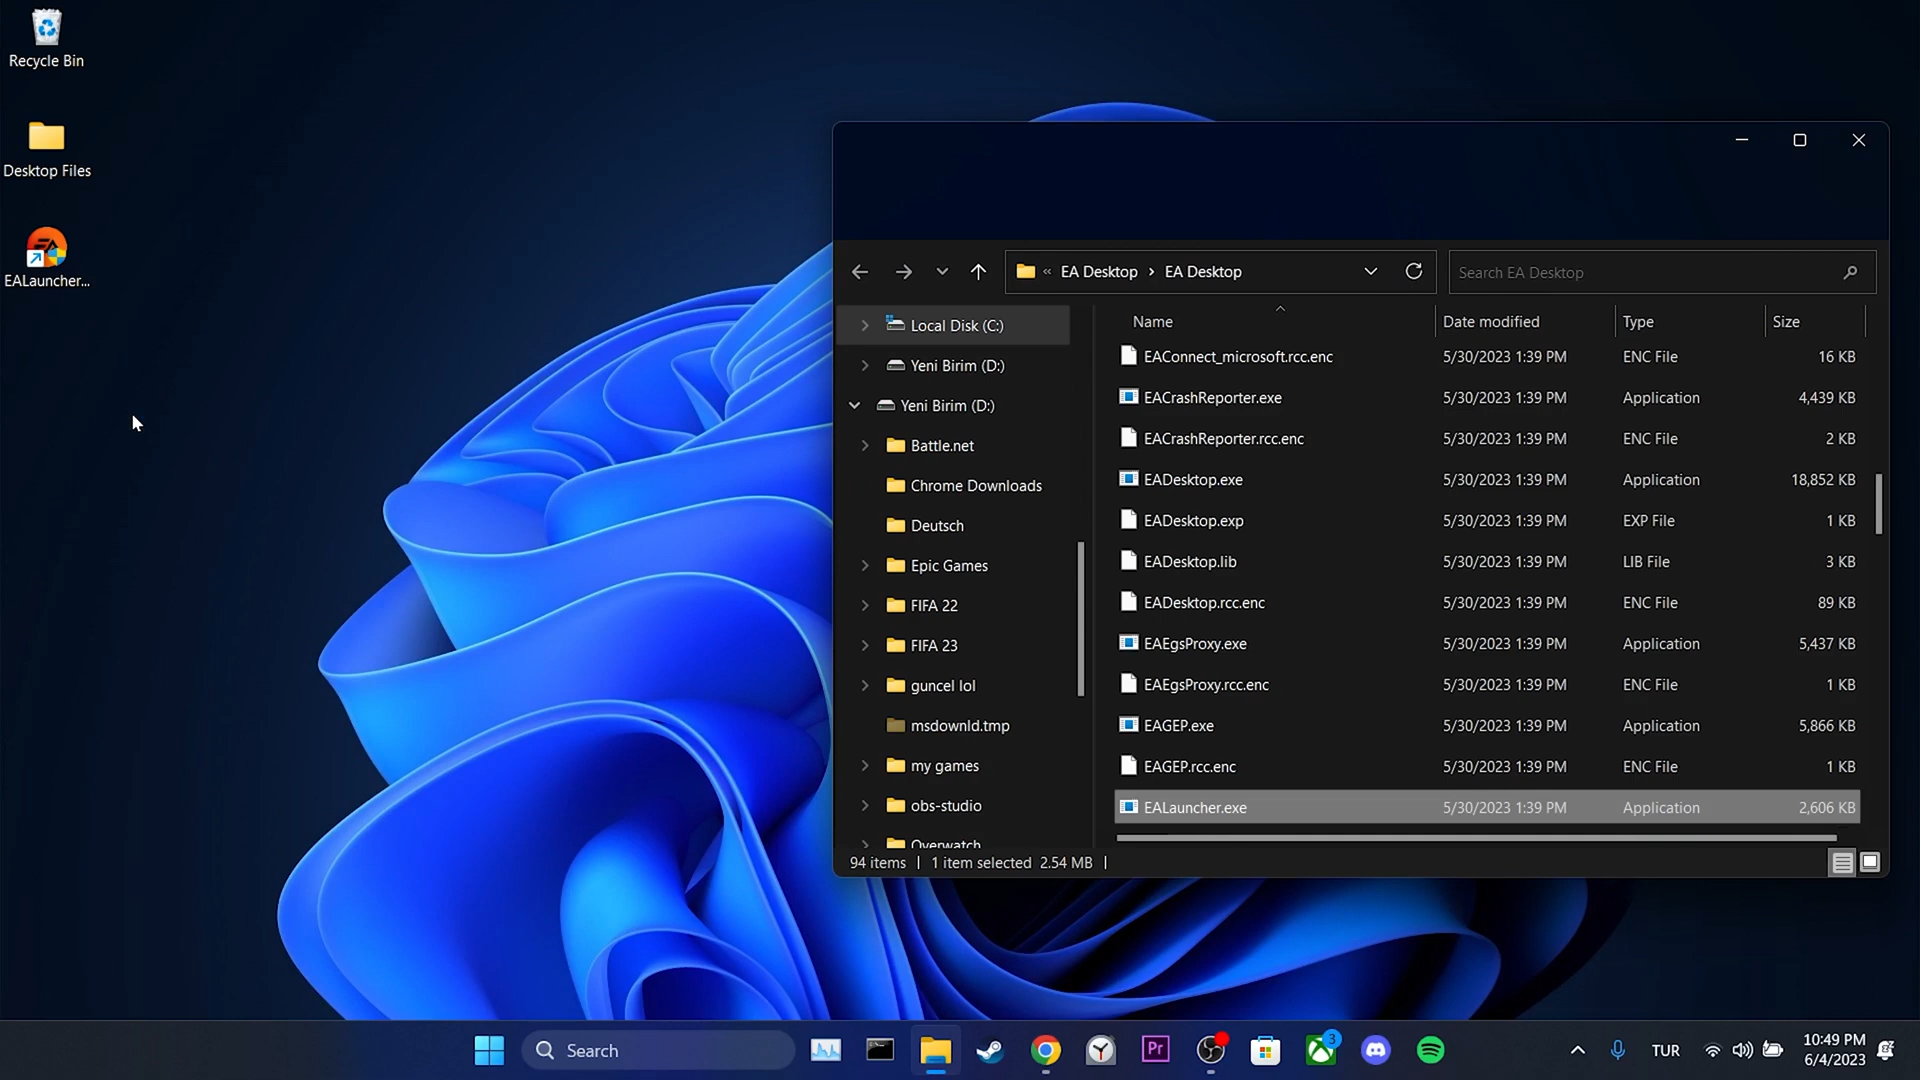 Recycle Bin
Desktop Files
EALauncher...
« EA Desktop › EA Desktop
Search EA Desktop
Local Disk (C:)
Yeni Birim (D:)
Yeni Birim (D:)
Battle.net
Chrome Downloads
Deutsch
Epic Games
FIFA 22
FIFA 23
guncel lol
msdownld.tmp
my games
obs-studio
Overwatch
Name Date modified Type Size
EAConnect_microsoft.rcc.enc 5/30/2023 1:39 PM ENC File 16 KB
EACrashReporter.exe 5/30/2023 1:39 PM Application 4,439 KB
EACrashReporter.rcc.enc 5/30/2023 1:39 PM ENC File 2 KB
EADesktop.exe 5/30/2023 1:39 PM Application 18,852 KB
EADesktop.exp 5/30/2023 1:39 PM EXP File 1 KB
EADesktop.lib 5/30/2023 1:39 PM LIB File 3 KB
EADesktop.rcc.enc 5/30/2023 1:39 PM ENC File 89 KB
EAEgsProxy.exe 5/30/2023 1:39 PM Application 5,437 KB
EAEgsProxy.rcc.enc 5/30/2023 1:39 PM ENC File 1 KB
EAGEP.exe 5/30/2023 1:39 PM Application 5,866 KB
EAGEP.rcc.enc 5/30/2023 1:39 PM ENC File 1 KB
EALauncher.exe 5/30/2023 1:39 PM Application 2,606 KB
94 items | 1 item selected 2.54 MB |
Search
Pr
3
TUR
10:49 PM
6/4/2023